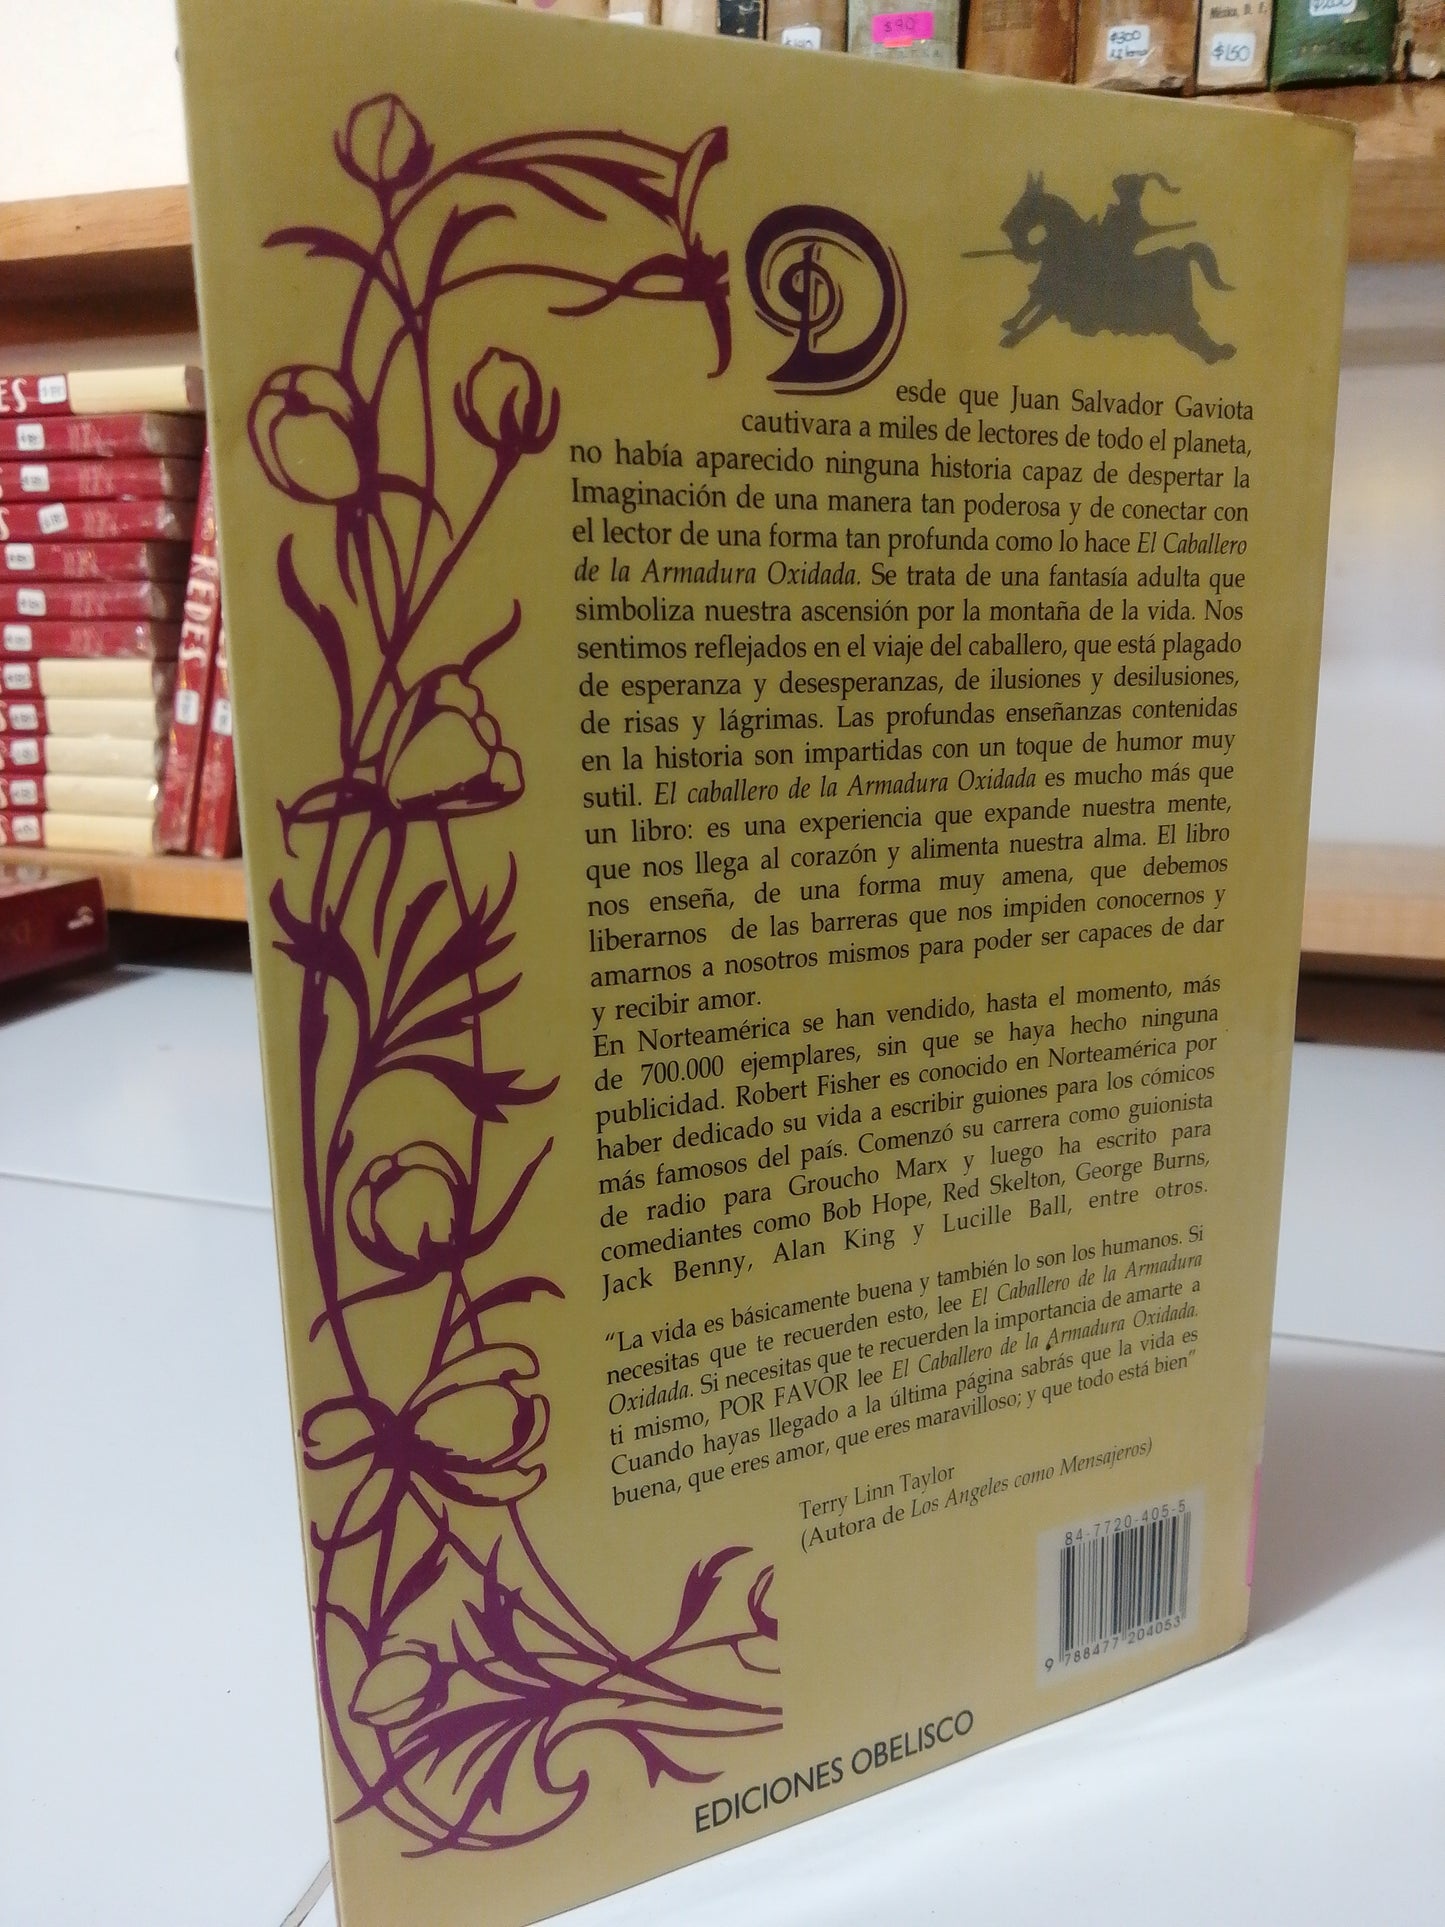 $90
$300
México, D. F.
$150
REDES
Desde que Juan Salvador Gaviota
cautivara a miles de lectores de todo el planeta,
no había aparecido ninguna historia capaz de despertar la
Imaginación de una manera tan poderosa y de conectar con
el lector de una forma tan profunda como lo hace El Caballero
de la Armadura Oxidada. Se trata de una fantasía adulta que
simboliza nuestra ascensión por la montaña de la vida. Nos
sentimos reflejados en el viaje del caballero, que está plagado
de esperanza y desesperanzas, de ilusiones y desilusiones,
de risas y lágrimas. Las profundas enseñanzas contenidas
en la historia son impartidas con un toque de humor muy
sutil. El caballero de la Armadura Oxidada es mucho más que
un libro: es una experiencia que expande nuestra mente,
que nos llega al corazón y alimenta nuestra alma. El libro
nos enseña, de una forma muy amena, que debemos
liberarnos de las barreras que nos impiden conocernos y
amarnos a nosotros mismos para poder ser capaces de dar
y recibir amor.
En Norteamérica se han vendido, hasta el momento, más
de 700.000 ejemplares, sin que se haya hecho ninguna
publicidad. Robert Fisher es conocido en Norteamérica por
haber dedicado su vida a escribir guiones para los cómicos
más famosos del país. Comenzó su carrera como guionista
de radio para Groucho Marx y luego ha escrito para
comediantes como Bob Hope, Red Skelton, George Burns,
Jack Benny, Alan King y Lucille Ball, entre otros.
“La vida es básicamente buena y también lo son los humanos. Si
necesitas que te recuerden esto, lee El Caballero de la Armadura
Oxidada. Si necesitas que te recuerden la importancia de amarte a
ti mismo, POR FAVOR lee El Caballero de la Armadura Oxidada.
Cuando hayas llegado a la última página sabrás que la vida es
buena, que eres amor, que eres maravilloso; y que todo está bien”
Terry Linn Taylor
(Autora de Los Angeles como Mensajeros)
84-7720-405-5
9 788477 204053
EDICIONES OBELISCO